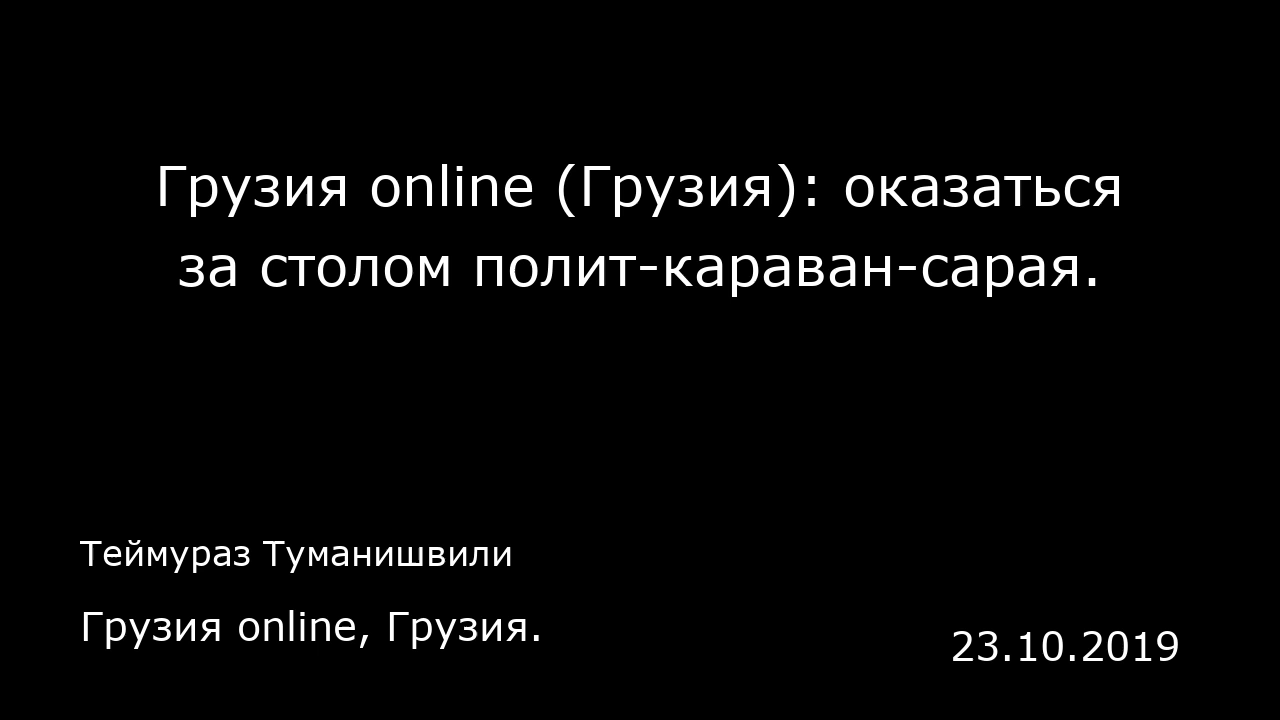 Грузия online (Грузия): оказаться
за столом полит-караван-сарая.
Теймураз Туманишвили
Грузия online, Грузия.
23.10.2019